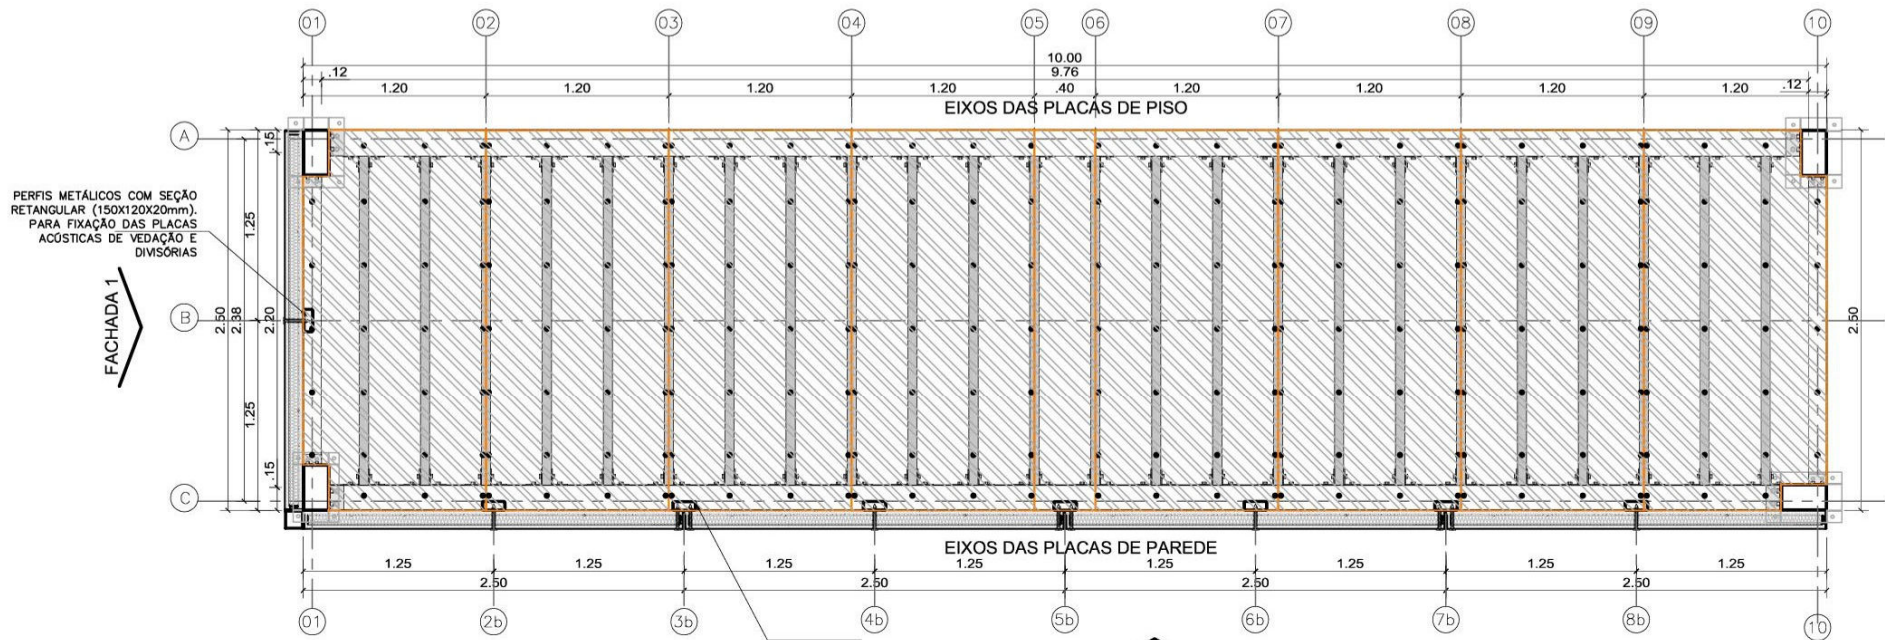 01 02 03 04 05 06 07 08 09 10
10.00
.12 9.76
1.20 1.20 1.20 1.20 .40 1.20 1.20 1.20 1.20 .12
EIXOS DAS PLACAS DE PISO
A
.15
PERFIS METÁLICOS COM SEÇÃO
RETANGULAR (150X120X20mm).
PARA FIXAÇÃO DAS PLACAS
ACÚSTICAS DE VEDAÇÃO E
DIVISÓRIAS
1.25
FACHADA 1
B
2.50 2.38 2.20
2.50
1.25
.15
C
EIXOS DAS PLACAS DE PAREDE
1.25 1.25 1.25 1.25 1.25 1.25 1.25 1.25
2.50 2.50 2.50 2.50
01 2b 3b 4b 5b 6b 7b 8b 10